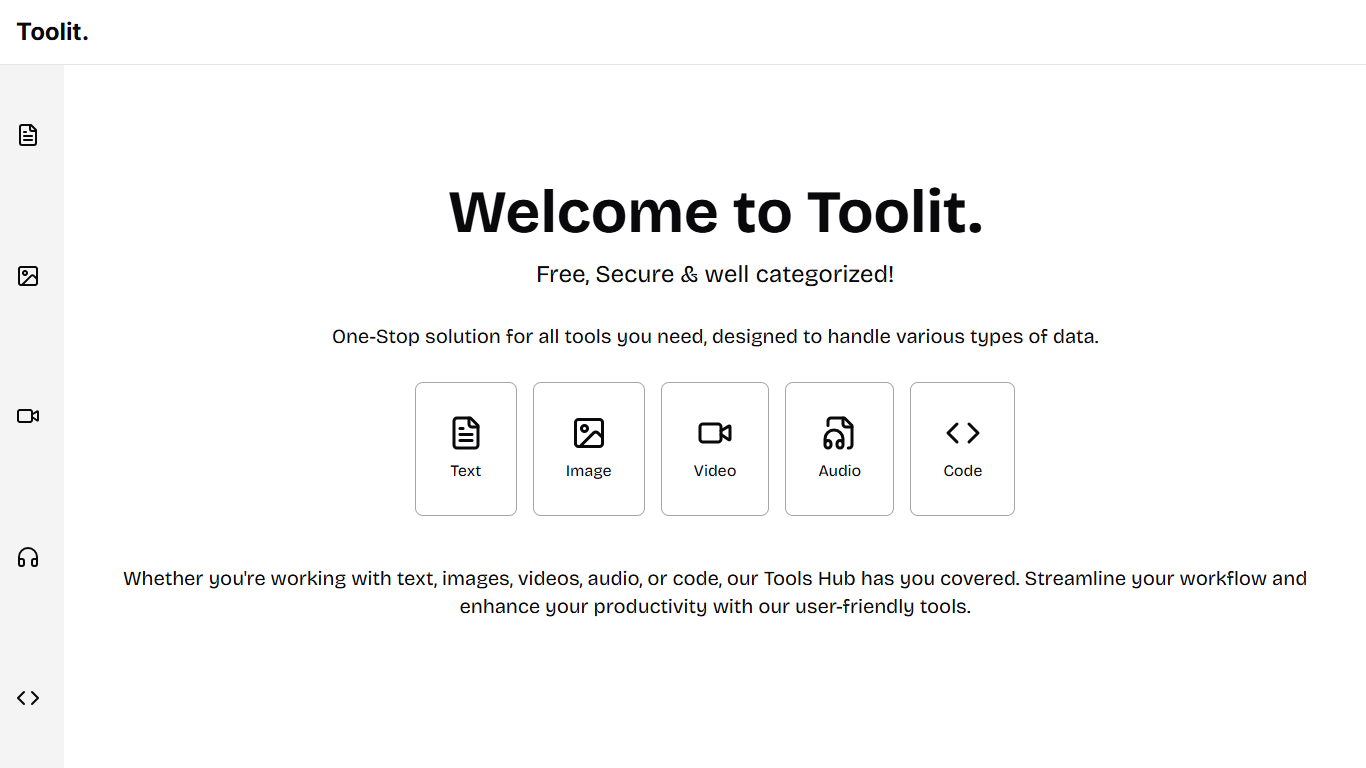 Toolit.
Welcome to Toolit.
Free, Secure & well categorized!
One-Stop solution for all tools you need, designed to handle various types of data.
Text
Image
Video
Audio
Code
Whether you're working with text, images, videos, audio, or code, our Tools Hub has you covered. Streamline your workflow and
enhance your productivity with our user-friendly tools.